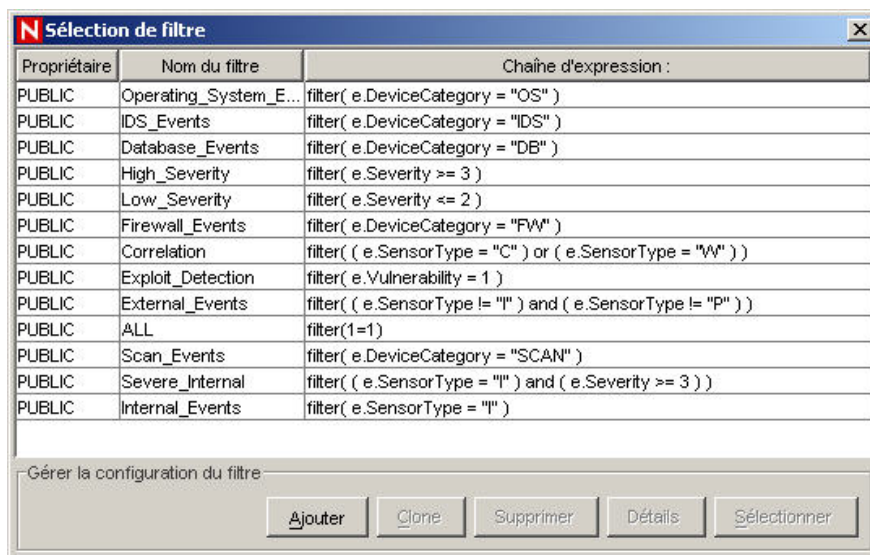 N Sélection de filtre
Propriétaire Nom du filtre Chaîne d'expression :
PUBLIC Operating_System_E... filter( e.DeviceCategory = "OS" )
PUBLIC IDS_Events filter( e.DeviceCategory = "IDS" )
PUBLIC Database_Events filter( e.DeviceCategory = "DB" )
PUBLIC High_Severity filter( e.Severity >= 3 )
PUBLIC Low_Severity filter( e.Severity <= 2 )
PUBLIC Firewall_Events filter( e.DeviceCategory = "FW" )
PUBLIC Correlation filter( ( e.SensorType = "C" ) or ( e.SensorType = "W" ) )
PUBLIC Exploit_Detection filter( e.Vulnerability = 1 )
PUBLIC External_Events filter( ( e.SensorType != "I" ) and ( e.SensorType != "P" ) )
PUBLIC ALL filter(1=1)
PUBLIC Scan_Events filter( e.DeviceCategory = "SCAN" )
PUBLIC Severe_Internal filter( ( e.SensorType = "I" ) and ( e.Severity >= 3 ) )
PUBLIC Internal_Events filter( e.SensorType = "I" )
Gérer la configuration du filtre
Ajouter Clone Supprimer Détails Sélectionner